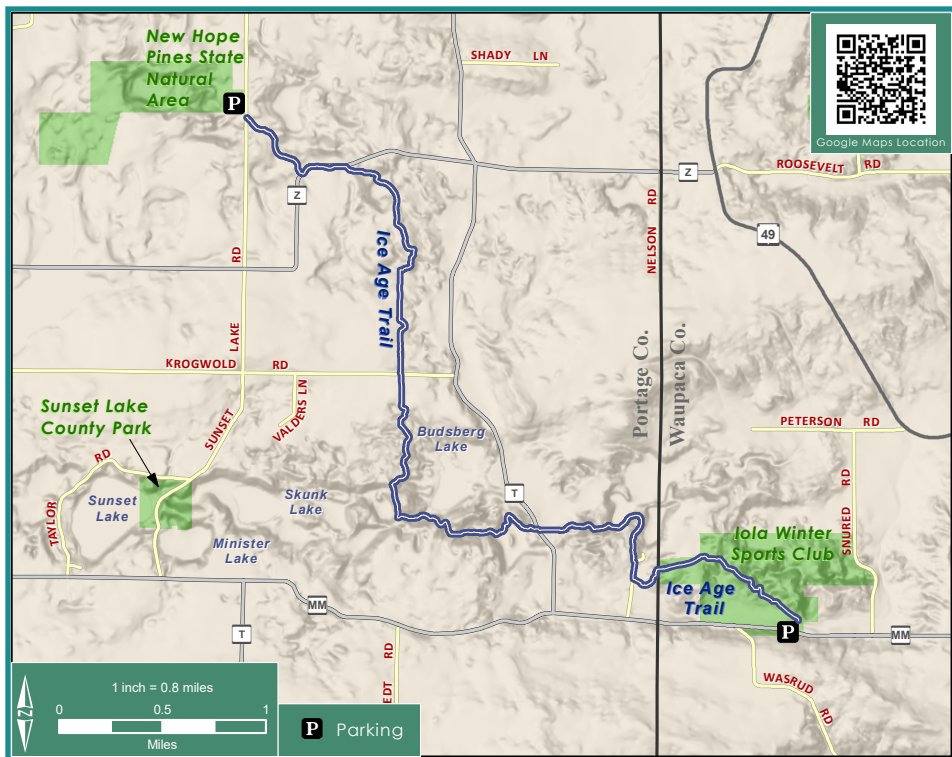 New Hope
Pines State
Natural
Area
P
SHADY LN
Google Maps Location
ROOSEVELT RD
Z
Z
49
NELSON RD
Ice Age Trail
SUNSET LAKE RD
KROGWOLD RD
VALDERS LN
Portage Co.
Waupaca Co.
Sunset Lake
County Park
Budsberg
Lake
PETERSON RD
TAYLOR RD
Sunset
Lake
Skunk
Lake
T
SNURED RD
Minister
Lake
Iola Winter
Sports Club
Ice Age
Trail
MM
T
P
MM
EDT RD
WASRUD RD
N
1 inch = 0.8 miles
0 0.5 1
Miles
P Parking